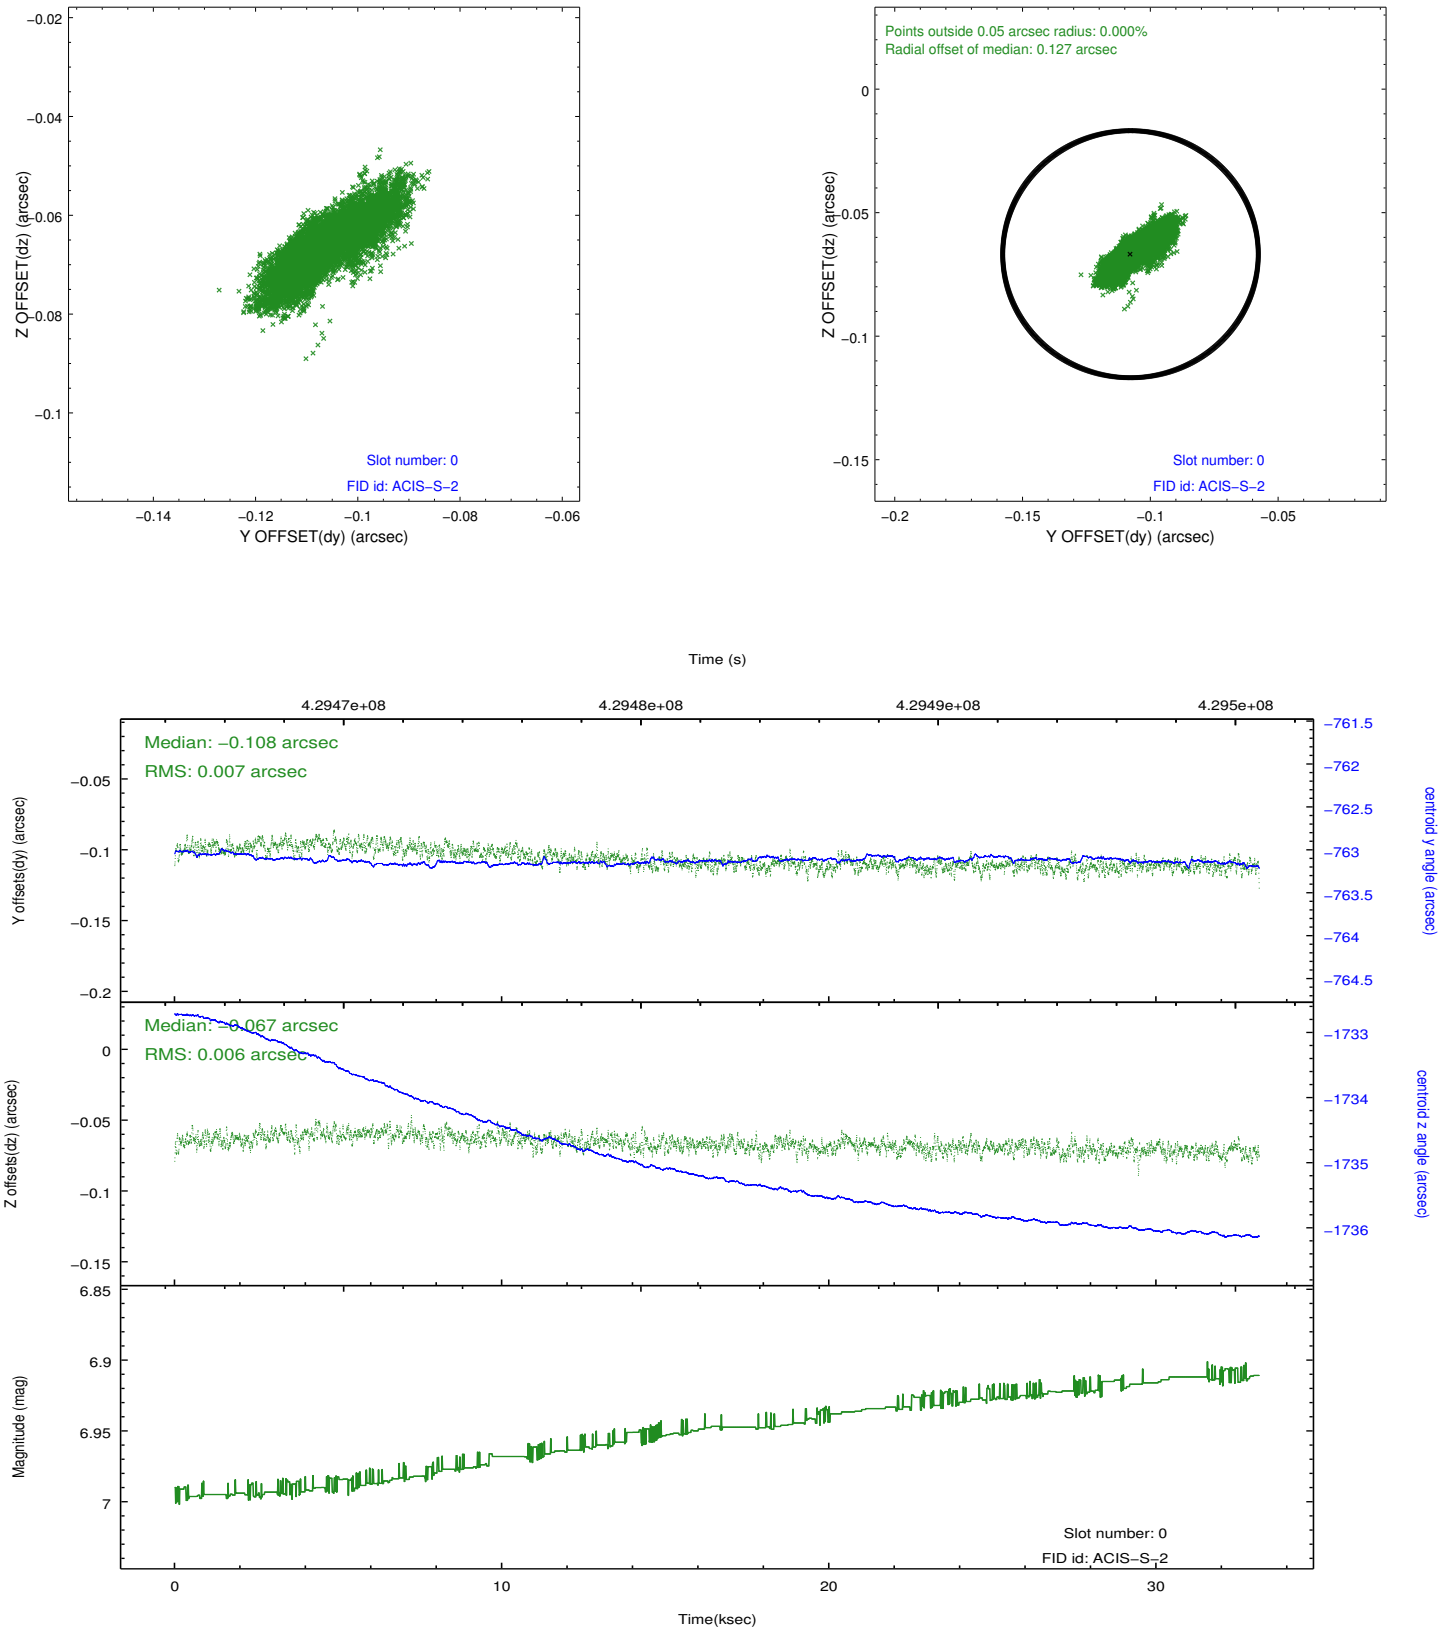 −0.02
−0.04
−0.06
−0.08
−0.1
Z OFFSET(dz) (arcsec)
Slot number: 0
FID id: ACIS−S−2
−0.14
−0.12
−0.1
−0.08
−0.06
Y OFFSET(dy) (arcsec)
Points outside 0.05 arcsec radius: 0.000%
Radial offset of median: 0.127 arcsec
0
−0.05
−0.1
−0.15
Z OFFSET(dz) (arcsec)
Slot number: 0
FID id: ACIS−S−2
−0.2
−0.15
−0.1
−0.05
Y OFFSET(dy) (arcsec)
Time (s)
4.2947e+08
4.2948e+08
4.2949e+08
4.295e+08
Median: −0.108 arcsec
RMS: 0.007 arcsec
−0.05
−0.1
−0.15
−0.2
Y offsets(dy) (arcsec)
−761.5
−762
−762.5
−763
−763.5
−764
−764.5
centroid y angle (arcsec)
Median: −0.067 arcsec
RMS: 0.006 arcsec
0
−0.05
−0.1
−0.15
Z offsets(dz) (arcsec)
−1733
−1734
−1735
−1736
centroid z angle (arcsec)
6.85
6.9
6.95
7
Magnitude (mag)
Slot number: 0
FID id: ACIS−S−2
0
10
20
30
Time(ksec)